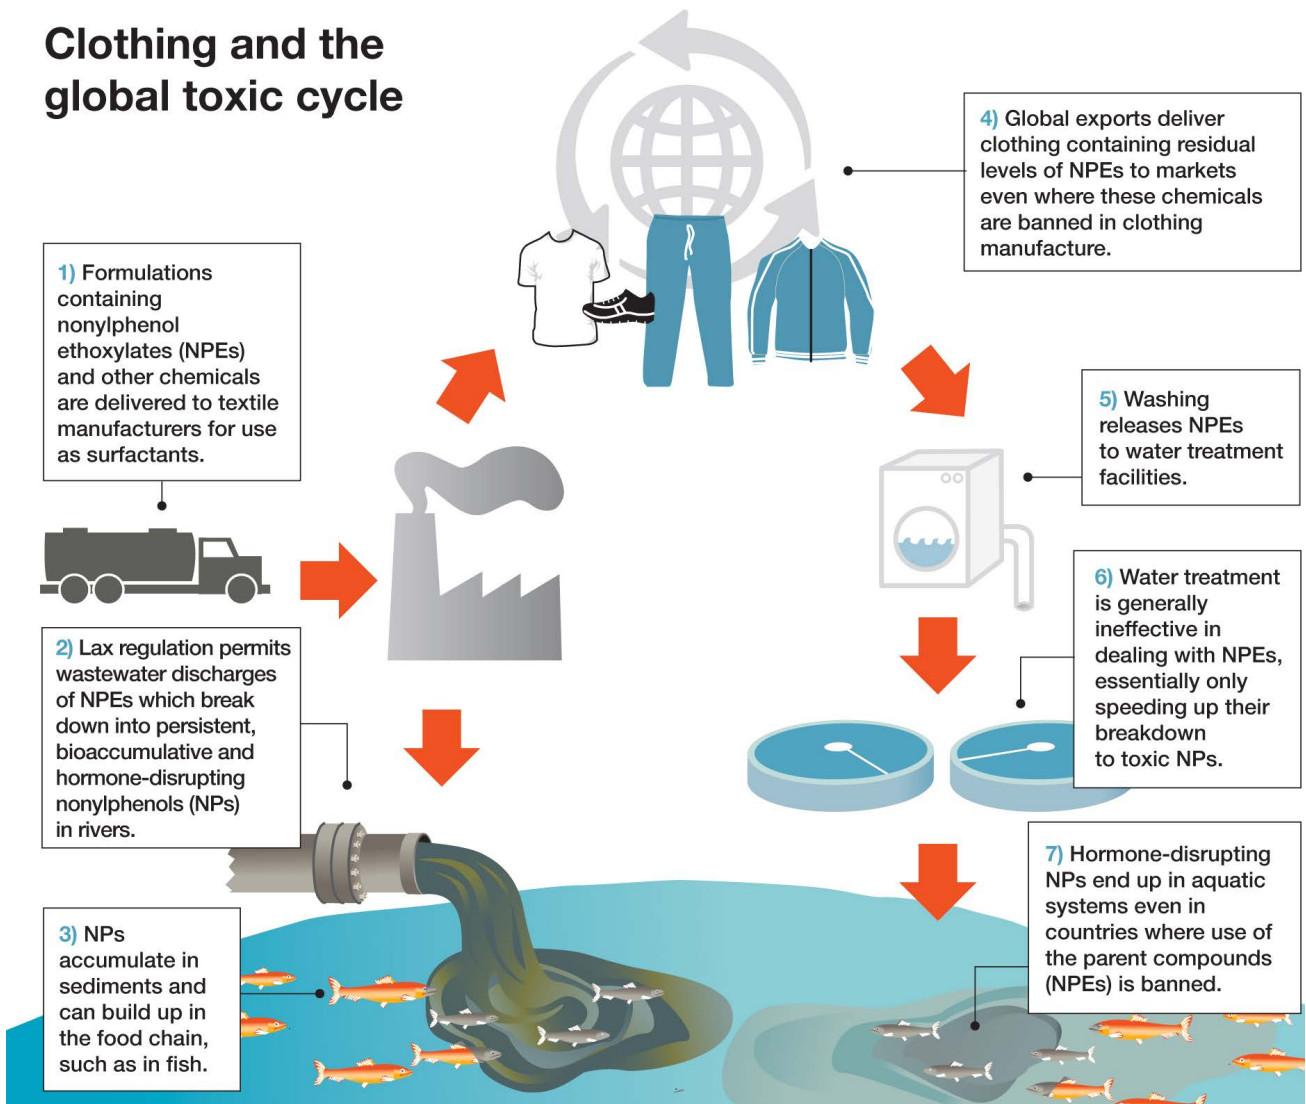 Clothing and the
global toxic cycle
1) Formulations
containing
nonylphenol
ethoxylates (NPEs)
and other chemicals
are delivered to textile
manufacturers for use
as surfactants.
2) Lax regulation permits
wastewater discharges
of NPEs which break
down into persistent,
bioaccumulative and
hormone-disrupting
nonylphenols (NPs)
in rivers.
3) NPs
accumulate in
sediments and
can build up in
the food chain,
such as in fish.
4) Global exports deliver
clothing containing residual
levels of NPEs to markets
even where these chemicals
are banned in clothing
manufacture.
5) Washing
releases NPEs
to water treatment
facilities.
6) Water treatment
is generally
ineffective in
dealing with NPEs,
essentially only
speeding up their
breakdown
to toxic NPs.
7) Hormone-disrupting
NPs end up in aquatic
systems even in
countries where use of
the parent compounds
(NPEs) is banned.